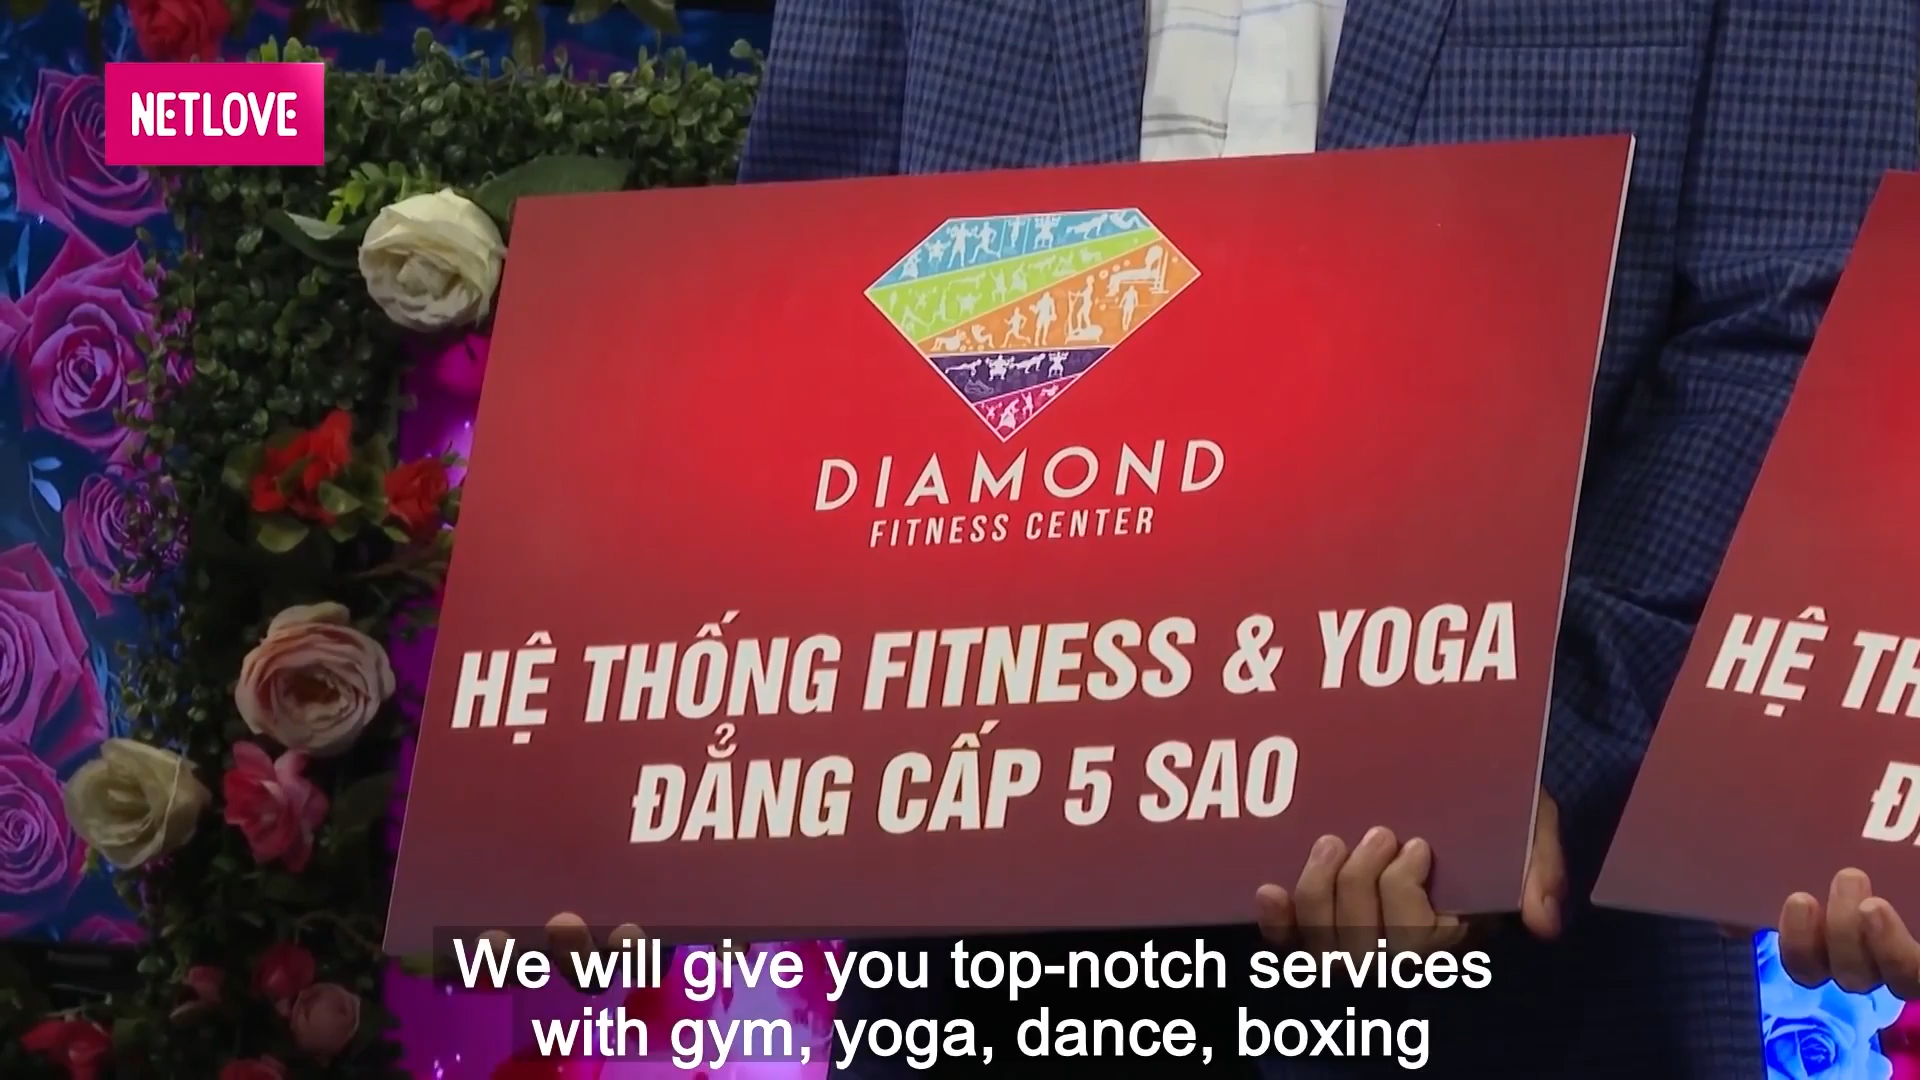 NETLOVE
DIAMOND
FITNESS CENTER
HỆ THỐNG FITNESS & YOGA
ĐẲNG CẤP 5 SAO
HỆ
We will give you top-notch services
with gym, yoga, dance, boxing